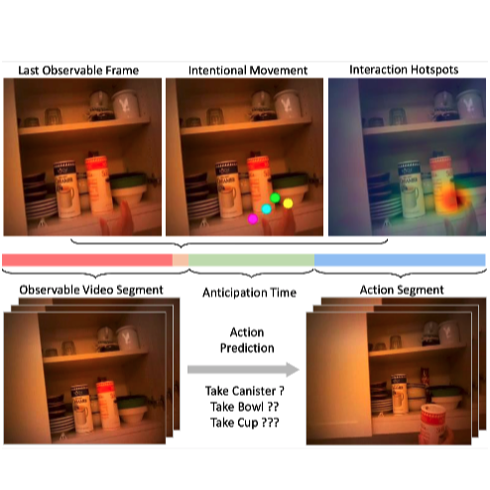 Last Observable Frame
Intentional Movement
Interaction Hotspots
Observable Video Segment
Anticipation Time
Action Segment
Action
Prediction
Take Canister ?
Take Bowl ??
Take Cup ???